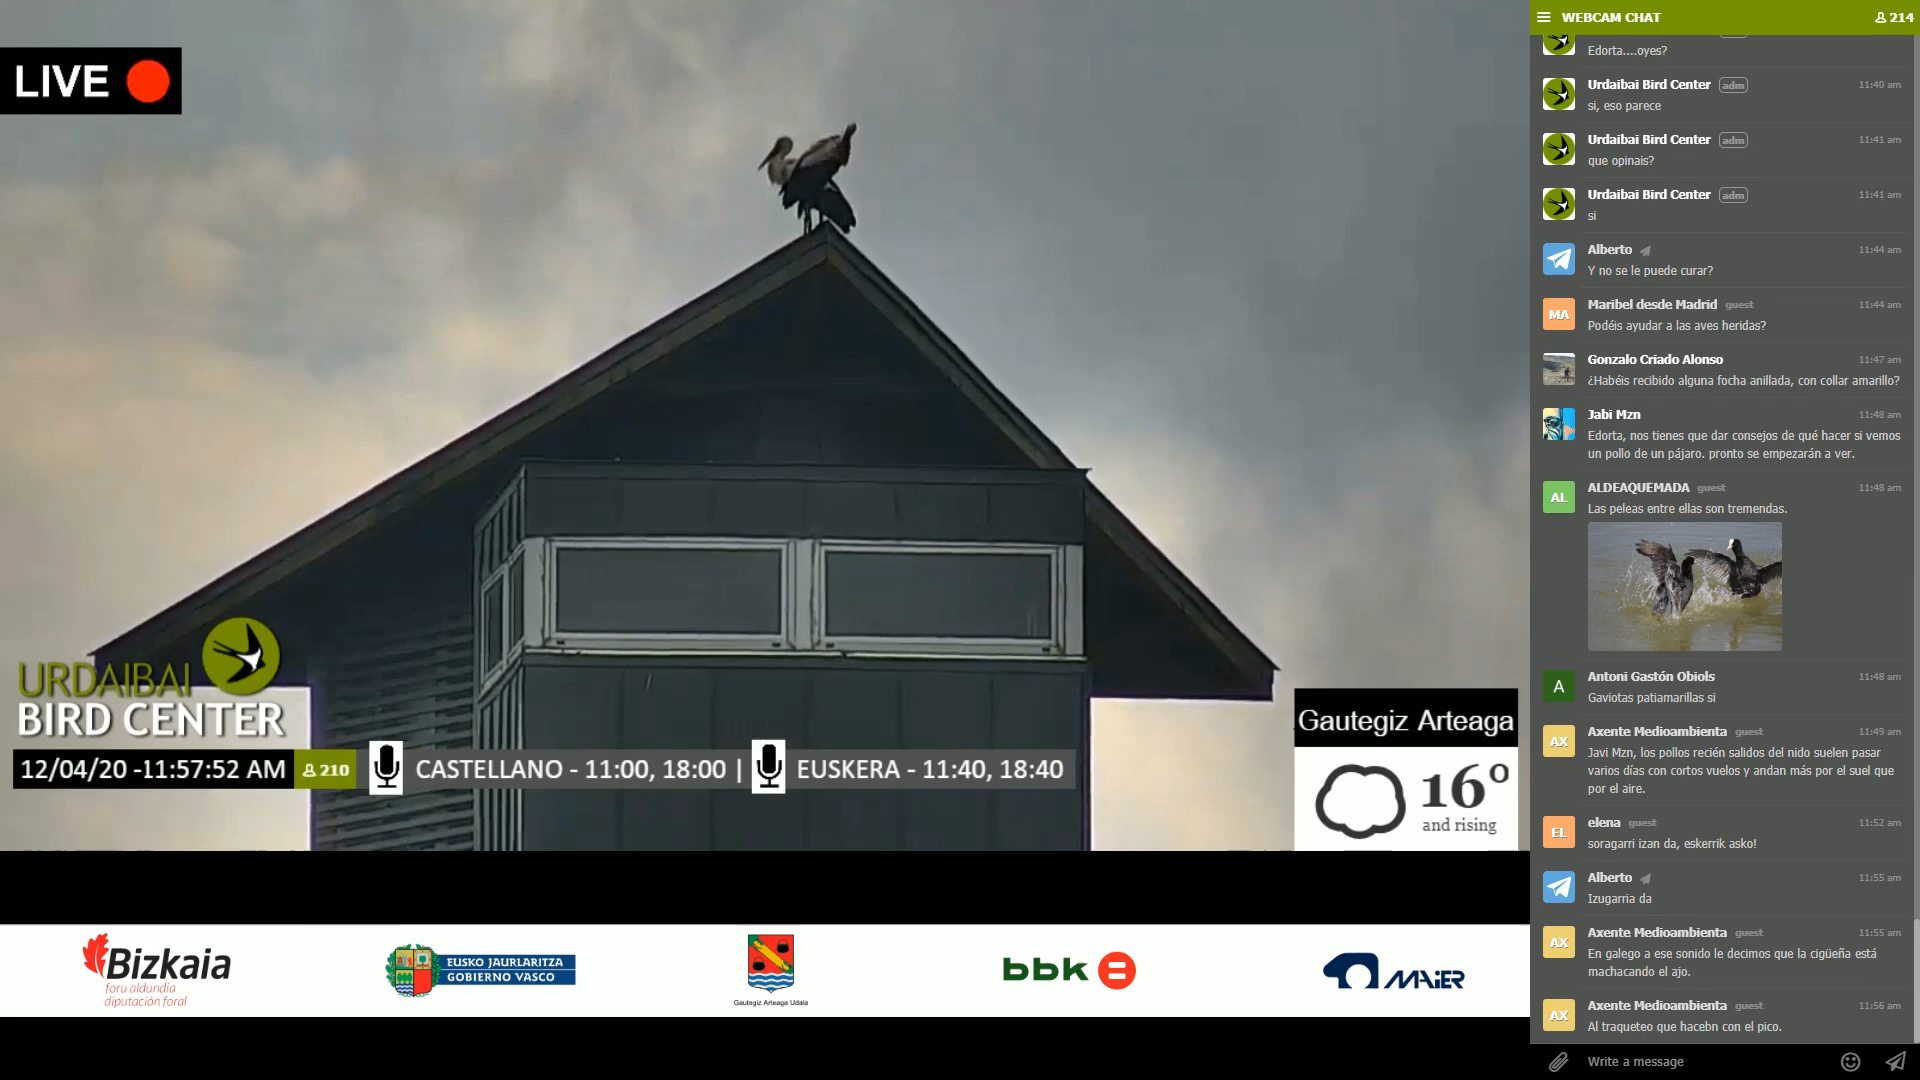 LIVE
URDAIBAI
BIRD CENTER
12/04/20 -11:57:52 AM
210
CASTELLANO - 11:00, 18:00 |
EUSKERA - 11:40, 18:40
Gautegiz Arteaga
16°
and rising
Bizkaia
foru aldundia
diputación foral
EUSKO JAURLARITZA
GOBIERNO VASCO
Gautegiz Arteaga Udala
bbk
MAIER
WEBCAM CHAT
214
Edorta....oyes?
Urdaibai Bird Center adm 11:40 am
si, eso parece
Urdaibai Bird Center adm 11:41 am
que opinais?
Urdaibai Bird Center adm 11:41 am
si
Alberto 11:44 am
Y no se le puede curar?
MA
Maribel desde Madrid guest 11:44 am
Podéis ayudar a las aves heridas?
Gonzalo Criado Alonso 11:47 am
¿Habéis recibido alguna focha anillada, con collar amarillo?
Jabi Mzn 11:48 am
Edorta, nos tienes que dar consejos de qué hacer si vemos
un pollo de un pájaro. pronto se empezarán a ver.
AL
ALDEAQUEMADA guest 11:48 am
Las peleas entre ellas son tremendas.
A
Antoni Gastón Obiols 11:48 am
Gaviotas patiamarillas si
AX
Axente Medioambienta guest 11:49 am
Javi Mzn, los pollos recién salidos del nido suelen pasar
varios días con cortos vuelos y andan más por el suel que
por el aire.
EL
elena guest 11:52 am
soragarri izan da, eskerrik asko!
Alberto 11:55 am
Izugarria da
AX
Axente Medioambienta guest 11:55 am
En galego a ese sonido le decimos que la cigüeña está
machacando el ajo.
AX
Axente Medioambienta guest 11:56 am
Al traqueteo que hacebn con el pico.
Write a message